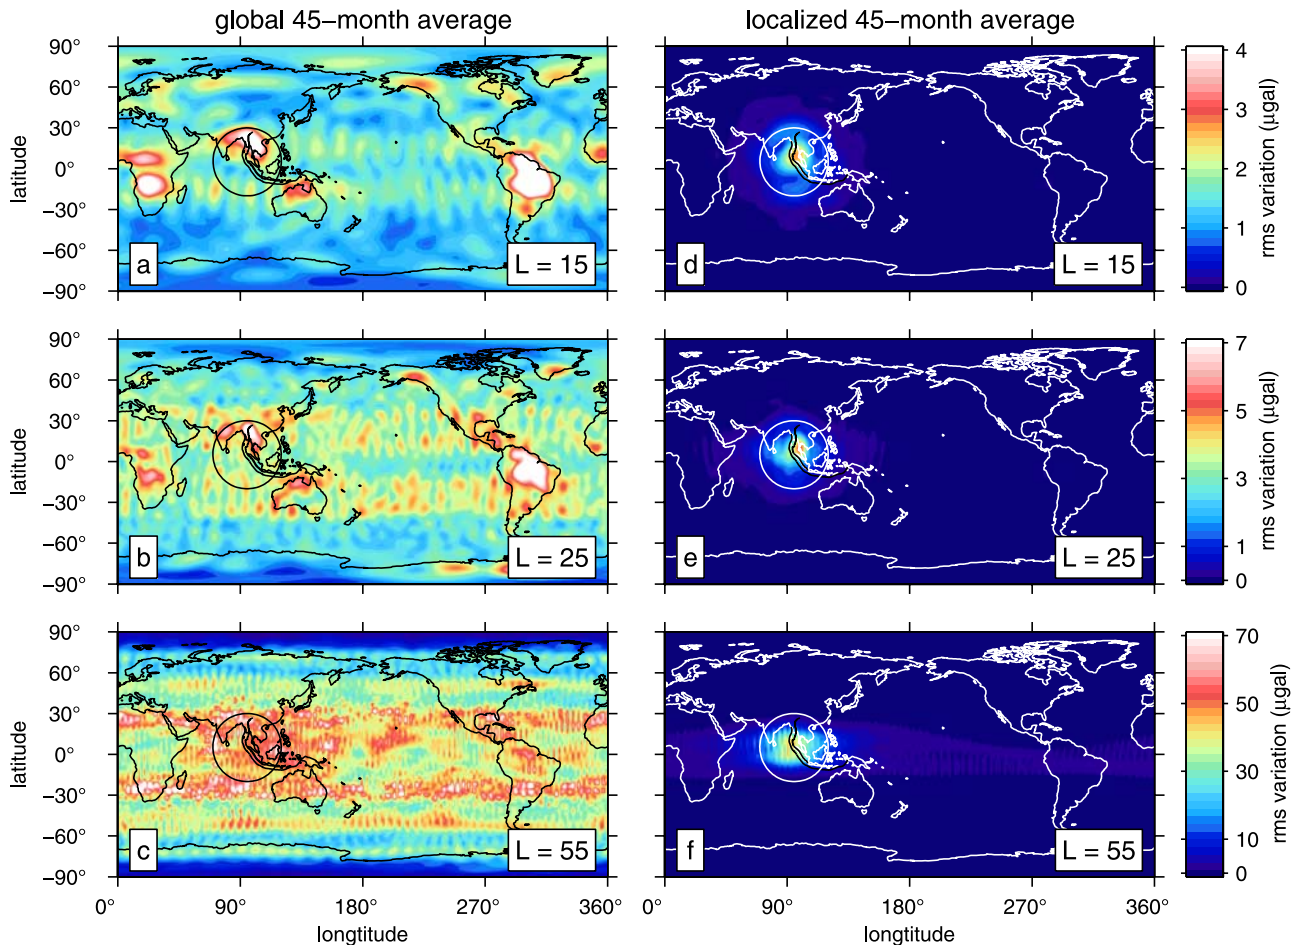 global 45−month average
localized 45−month average
90°
60°
30°
0°
−30°
−60°
−90°
latitude
a
L = 15
d
L = 15
4
3
2
1
0
rms variation (µgal)
90°
60°
30°
0°
−30°
−60°
−90°
latitude
b
L = 25
e
L = 25
7
5
3
1
0
rms variation (µgal)
90°
60°
30°
0°
−30°
−60°
−90°
latitude
c
L = 55
f
L = 55
70
50
30
10
0
rms variation (µgal)
0°
90°
180°
270°
360°
0°
90°
180°
270°
360°
longtitude
longtitude